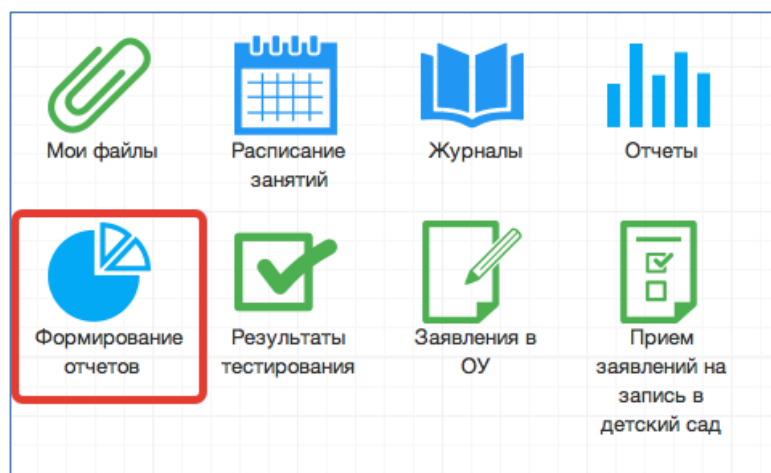 Мои файлы
Расписание
занятий
Журналы
Отчеты
Формирование
отчетов
Результаты
тестирования
Заявления в
ОУ
Прием
заявлений на
запись в
детский сад